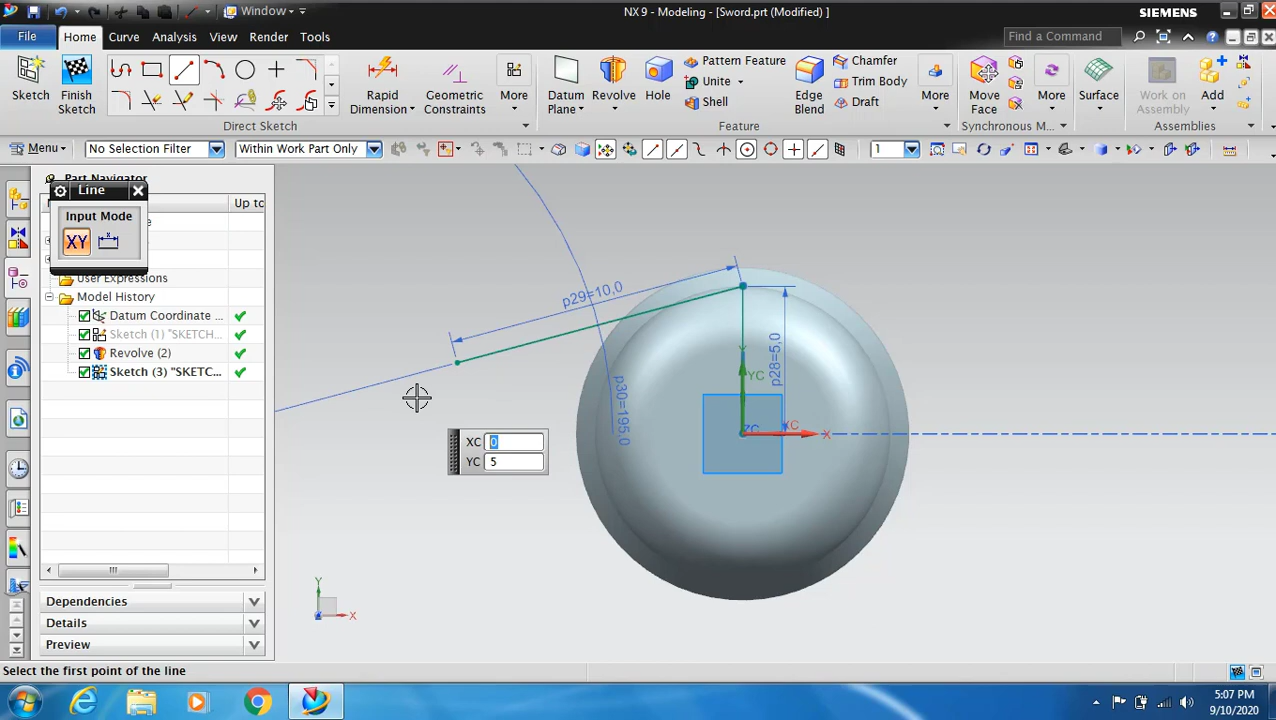 Window
NX 9 - Modeling - [Sword.prt (Modified) ]
SIEMENS
File
Home
Curve
Analysis
View
Render
Tools
Find a Command
Sketch
Finish
Sketch
Rapid
Dimension
Geometric
Constraints
More
Direct Sketch
Datum
Plane
Revolve
Hole
Pattern Feature
Unite
Shell
Edge
Blend
Chamfer
Trim Body
Draft
More
Feature
Move
Face
More
Synchronous M...
Surface
Work on
Assembly
Add
Assemblies
Menu
No Selection Filter
Within Work Part Only
1
Part Navigator
Up to
Line
Input Mode
XY
User Expressions
Model History
Datum Coordinate ...
Sketch (1) "SKETCH...
Revolve (2)
Sketch (3) "SKETC...
Dependencies
Details
Preview
p29=10,0
p28=5,0
p30=195,0
YC
XC
ZC
X
XC 0
YC 5
Y
X
Select the first point of the line
5:07 PM
9/10/2020